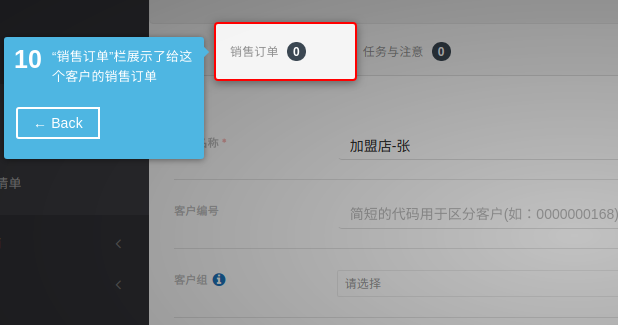 销售订单 0
任务与注意 0
10 “销售订单”栏展示了给这
个客户的销售订单
← Back
名称 *
加盟店-张
清单
客户编号
简短的代码用于区分客户(如：0000000168)
客户组
请选择